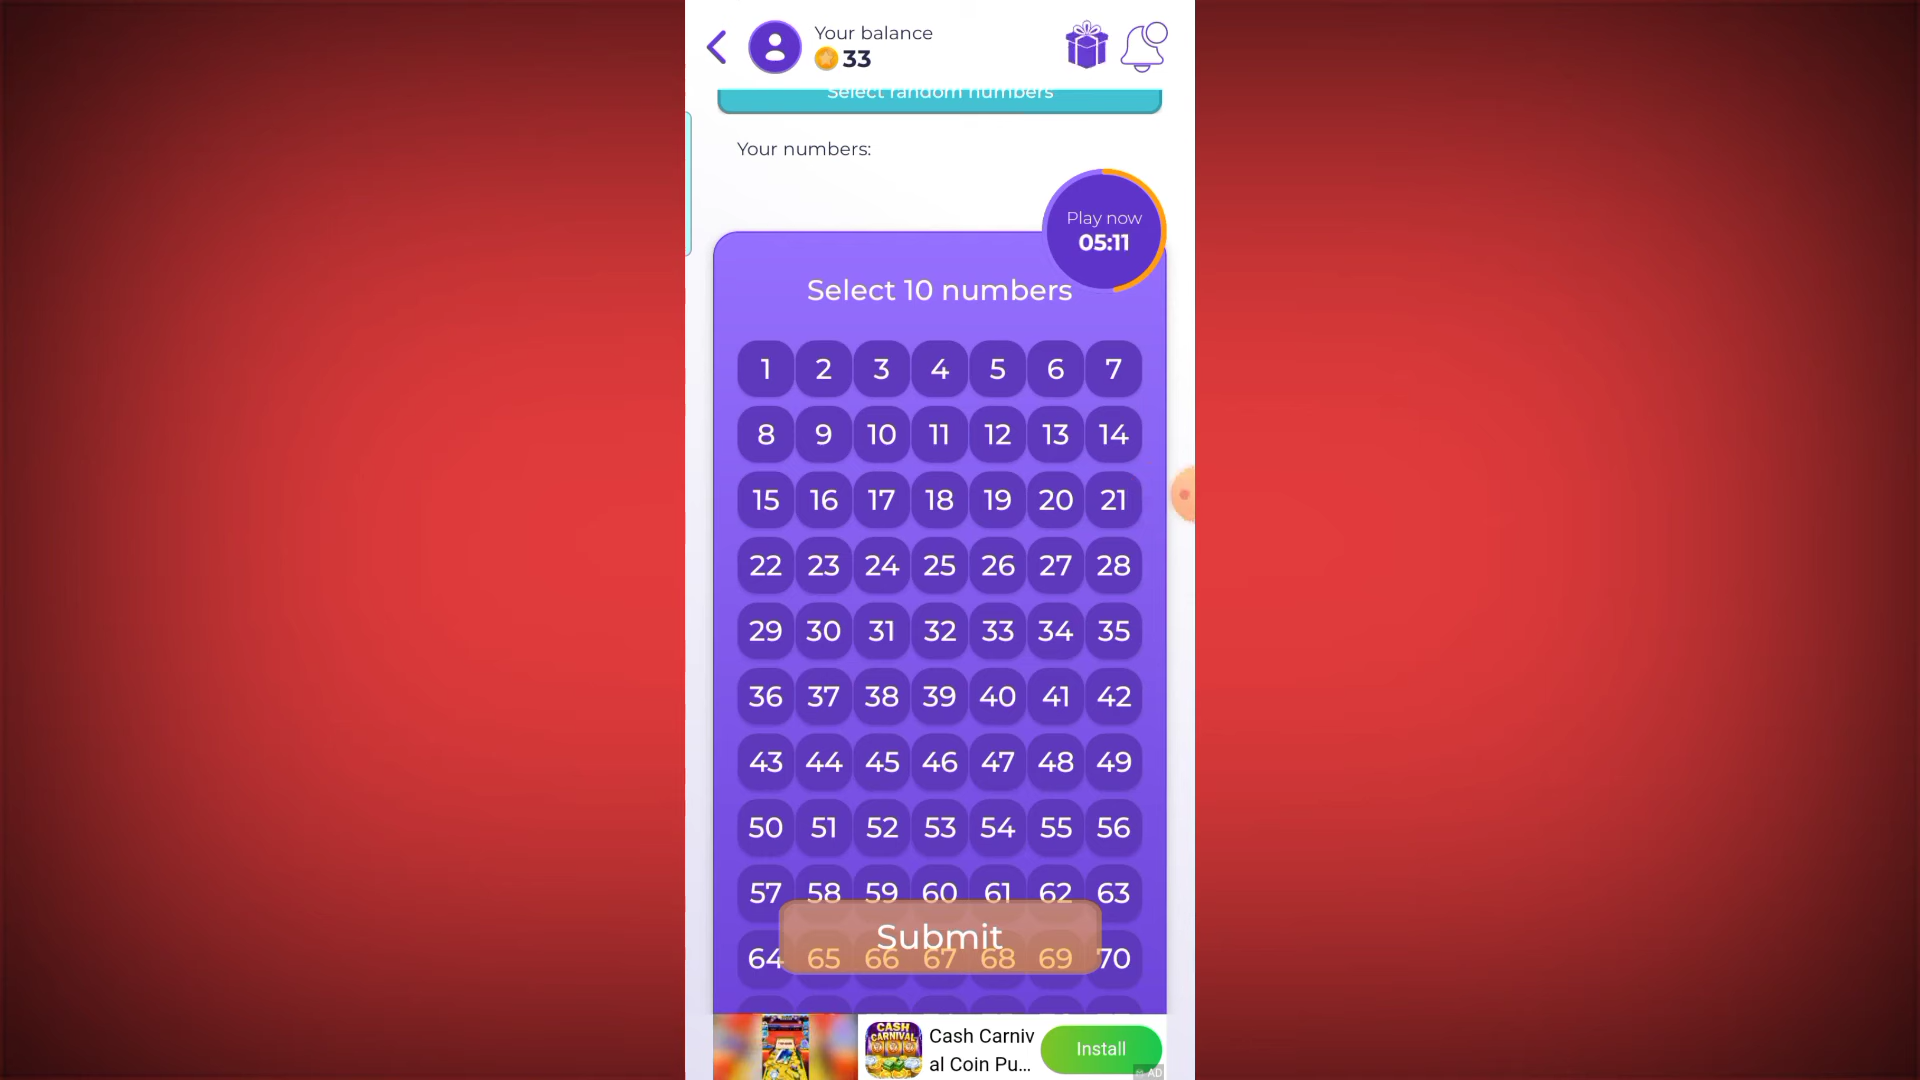 Your balance
33
Select random numbers
Your numbers:
Play now
05:11
Select 10 numbers
1 2 3 4 5 6 7
8 9 10 11 12 13 14
15 16 17 18 19 20 21
22 23 24 25 26 27 28
29 30 31 32 33 34 35
36 37 38 39 40 41 42
43 44 45 46 47 48 49
50 51 52 53 54 55 56
57 58 59 60 61 62 63
Submit
64 65 66 67 68 69 70
CASH
CARNIVAL
Cash Carniv
al Coin Pu...
Install
AD